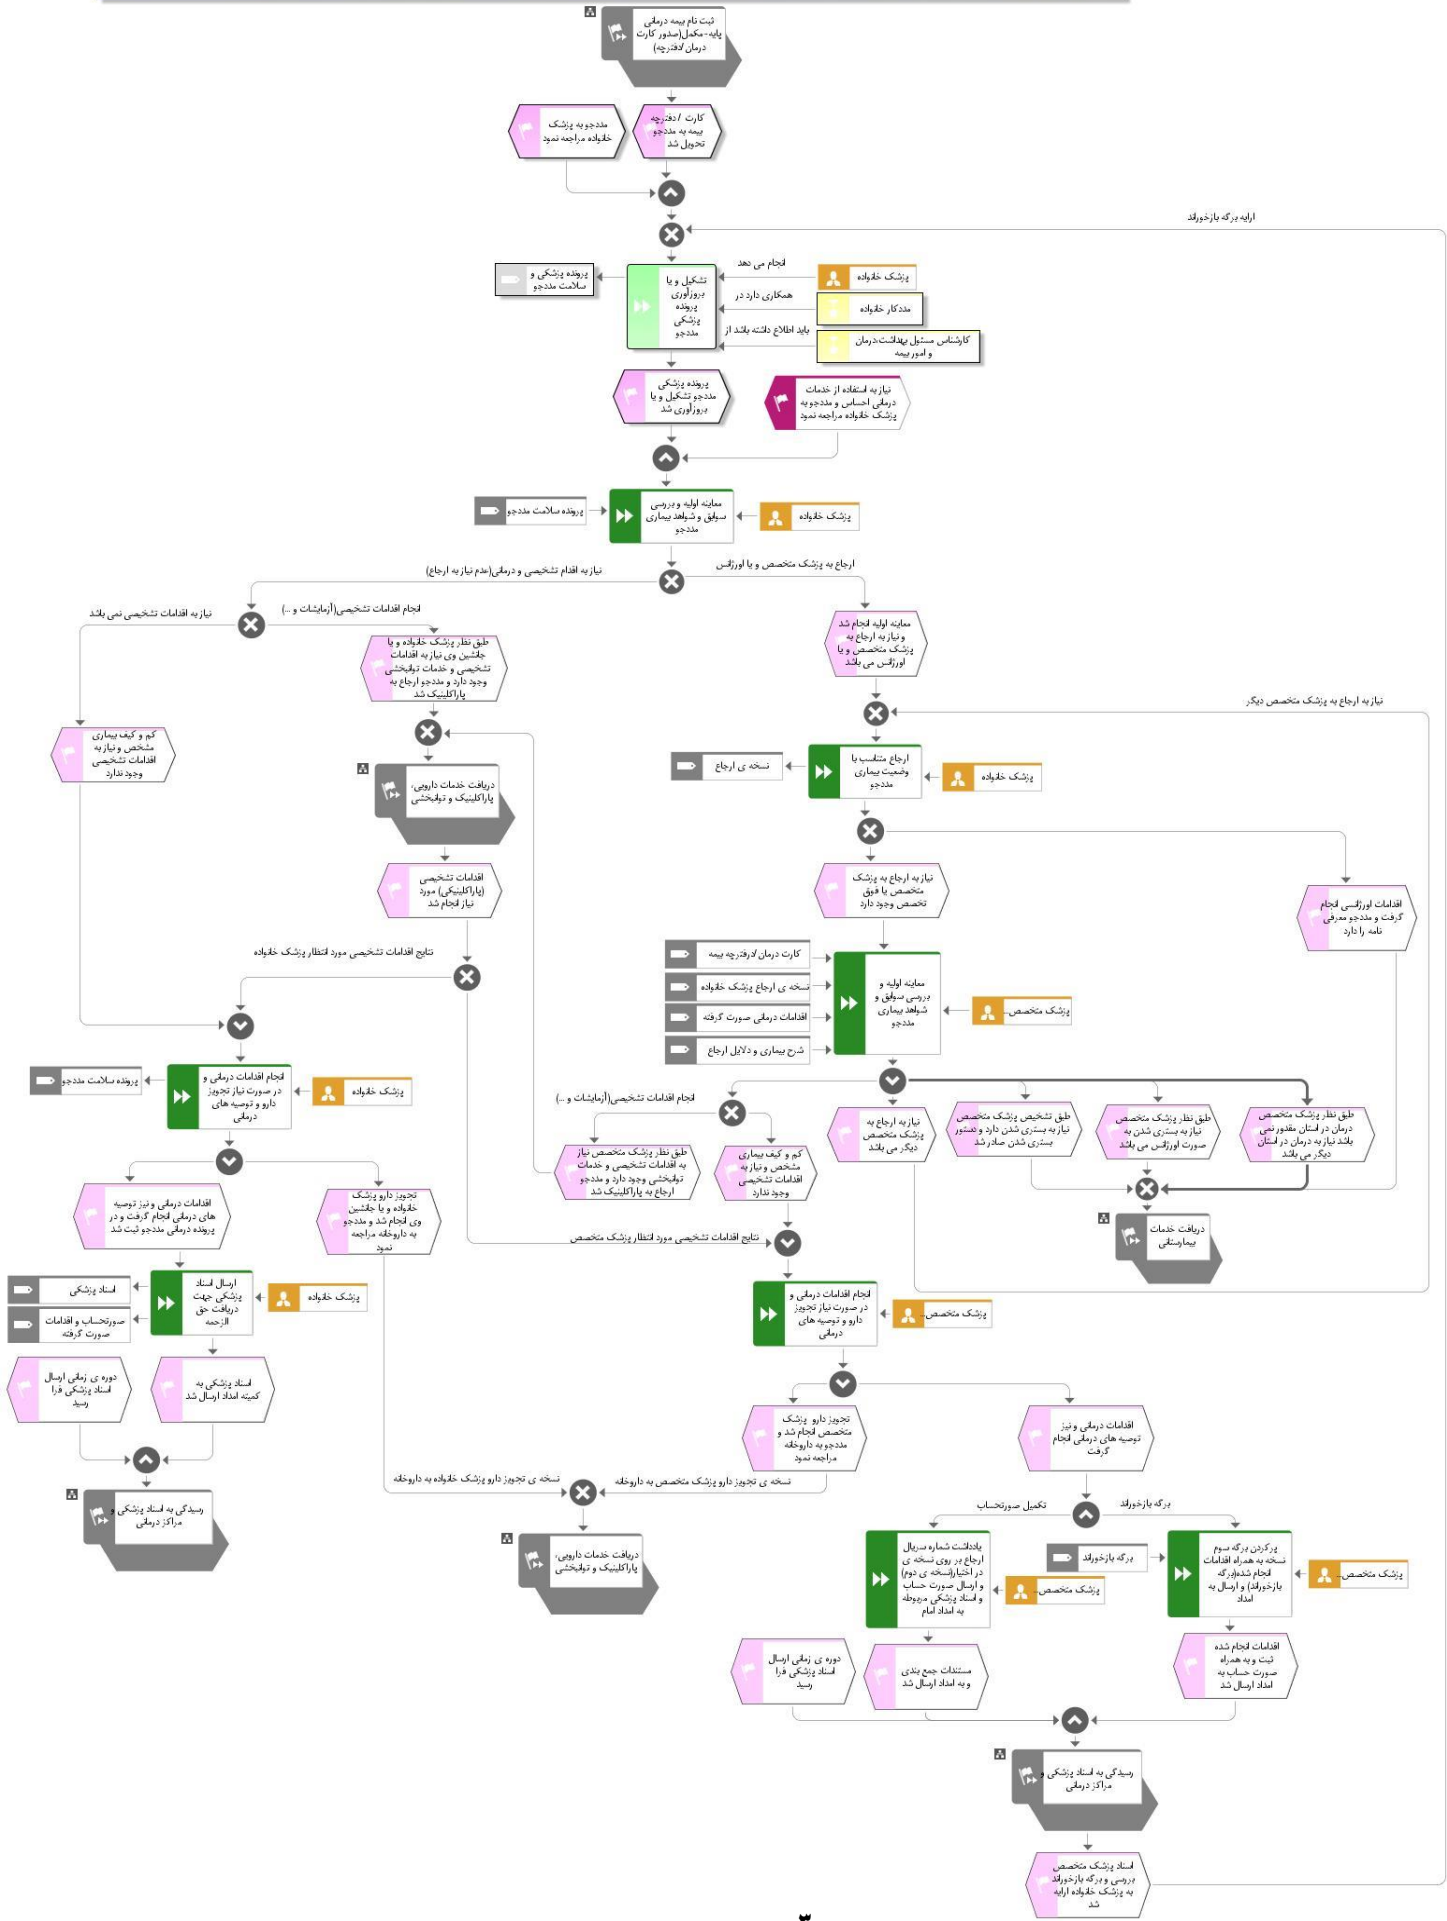 ثبت نام بیمه درمانی
پایه-مکمل(صدور کارت
درمان /دفترچه)
مددجو به پزشک
خانواده مراجعه نمود
کارت / دفترچه
بیمه به مددجو
تحویل شد
ارایه برگه بازخوراند
انجام می دهد
پزشک خانواده
پرونده پزشکی و
سلامت مددجو
تشکیل و یا
بروزآوری
پرونده
پزشکی
مددجو
همکاری دارد در
مددکار خانواده
باید اطلاع داشته باشد از
کارشناس مسئول بهداشت،درمان
و امور بیمه
پرونده پزشکی
مددجو تشکیل و یا
بروزآوری شد
نیاز به استفاده از خدمات
درمانی احساس و مددجو به
پزشک خانواده مراجعه نمود
پرونده سلامت مددجو
معاینه اولیه و بررسی
سوابق و شواهد بیماری
مددجو
پزشک خانواده
ارجاع به پزشک متخصص و یا اورژانس
نیاز به اقدام تشخیصی و درمانی(عدم نیاز به ارجاع)
انجام اقدامات تشخیصی(آزمایشات و ...)
نیاز به اقدامات تشخیصی نمی باشد
معاینه اولیه انجام شد
و نیاز به ارجاع به
پزشک متخصص و یا
اورژانس می باشد
طبق نظر پزشک خانواده و یا
جانشین وی نیاز به اقدامات
تشخیصی و خدمات توانبخشی
وجود دارد و مددجو ارجاع به
پاراکلینیک شد
نیاز به ارجاع به پزشک متخصص دیگر
کم و کیف بیماری
مشخص و نیاز به
اقدامات تشخیصی
وجود ندارد
نسخه ی ارجاع
ارجاع متناسب با
وضعیت بیماری
مددجو
پزشک خانواده
دریافت خدمات دارویی،
پاراکلینیک و توانبخشی
اقدامات تشخیصی
(پاراکلینیکی) مورد
نیاز انجام شد
نیاز به ارجاع به پزشک
متخصص یا فوق
تخصص وجود دارد
اقدامات اورژانسی انجام
گرفت و مددجو معرفی
نامه را دارد
نتایج اقدامات تشخیصی مورد انتظار پزشک خانواده
کارت درمان /درفترچه بیمه
نسخه ی ارجاع پزشک خانواده
اقدامات درمانی صورت گرفته
شرح بیماری و دلایل ارجاع
معاینه اولیه و
بررسی سوابق و
شواهد بیماری
مددجو
پزشک متخصص...
پرونده سلامت مددجو
انجام اقدامات درمانی و
در صورت نیاز تجویز
دارو و توصیه های
درمانی
پزشک خانواده
انجام اقدامات تشخیصی(آزمایشات و ...)
نیاز به ارجاع به
پزشک متخصص
دیگر می باشد
طبق تشخیص پزشک متخصص
نیاز به بستری شدن دارد و دستور
بستری شدن صادر شد
طبق نظر پزشک متخصص
نیاز به بستری شدن به
صورت اورژانس می باشد
طبق نظر پزشک متخصص
درمان در استان مقدور نمی
باشد نیاز به درمان در استان
دیگر می باشد
طبق نظر پزشک متخصص نیاز
به اقدامات تشخیصی و خدمات
توانبخشی وجود دارد و مددجو
ارجاع به پاراکلینیک شد
کم و کیف بیماری
مشخص و نیاز به
اقدامات تشخیصی
وجود ندارد
اقدامات درمانی و نیز توصیه
های درمانی انجام گرفت و در
پرونده درمانی مددجو ثبت شد
تجویز دارو پزشک
خانواده و یا جانشین
وی انجام شد و مددجو
به داروخانه مراجعه
نمود
نتایج اقدامات تشخیصی مورد انتظار پزشک متخصص
دریافت خدمات
بیمارستانی
اسناد پزشکی
صورتحساب و اقدامات
صورت گرفته
ارسال اسناد
پزشکی جهت
دریافت حق
الزحمه
پزشک خانواده
انجام اقدامات درمانی و
در صورت نیاز تجویز
دارو و توصیه های
درمانی
پزشک متخصص...
دوره ی زمانی ارسال
اسناد پزشکی فرا
رسید
اسناد پزشکی به
کمیته امداد ارسال شد
تجویز دارو پزشک
متخصص انجام شد و
مددجو به داروخانه
مراجعه نمود
اقدامات درمانی و نیز
توصیه های درمانی انجام
گرفت
نسخه ی تجویز دارو پزشک خانواده به داروخانه
نسخه ی تجویز دارو پزشک متخصص به داروخانه
رسیدگی به اسناد پزشکی و
مراکز درمانی
دریافت خدمات دارویی،
پاراکلینیک و توانبخشی
تکمیل صورتحساب
برگه بازخوراند
یادداشت شماره سریال
ارجاع بر روی نسخه ی
در اختیار(نسخه ی دوم)
و ارسال صورت حساب
و اسناد پزشکی مربوطه
به امداد امام
پزشک متخصص...
برگه بازخوراند
پرکردن برگه سوم
نسخه به همراه اقدامات
انجام شده(برگه
بازخوراند) و ارسال به
امداد
پزشک متخصص...
دوره ی زمانی ارسال
اسناد پزشکی فرا
رسید
مستندات جمع بندی
و به امداد ارسال شد
اقدامات انجام شده
ثبت و به همراه
صورت حساب به
امداد ارسال شد
رسیدگی به اسناد پزشکی و
مراکز درمانی
اسناد پزشک متخصص
بررسی و برگه بازخوراند
به پزشک خانواده ارایه
شد
۳